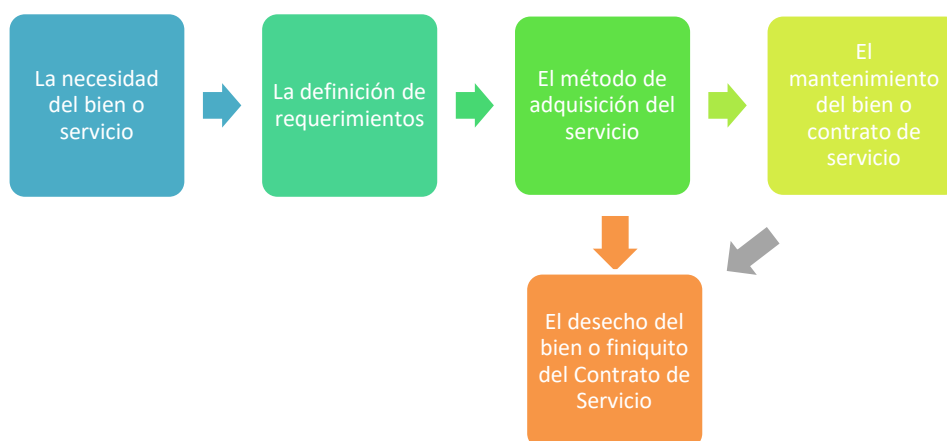 La necesidad
del bien o
servicio
La definición de
requerimientos
El método de
adquisición del
servicio
El
mantenimiento
del bien o
contrato de
servicio
El desecho del
bien o finiquito
del Contrato de
Servicio